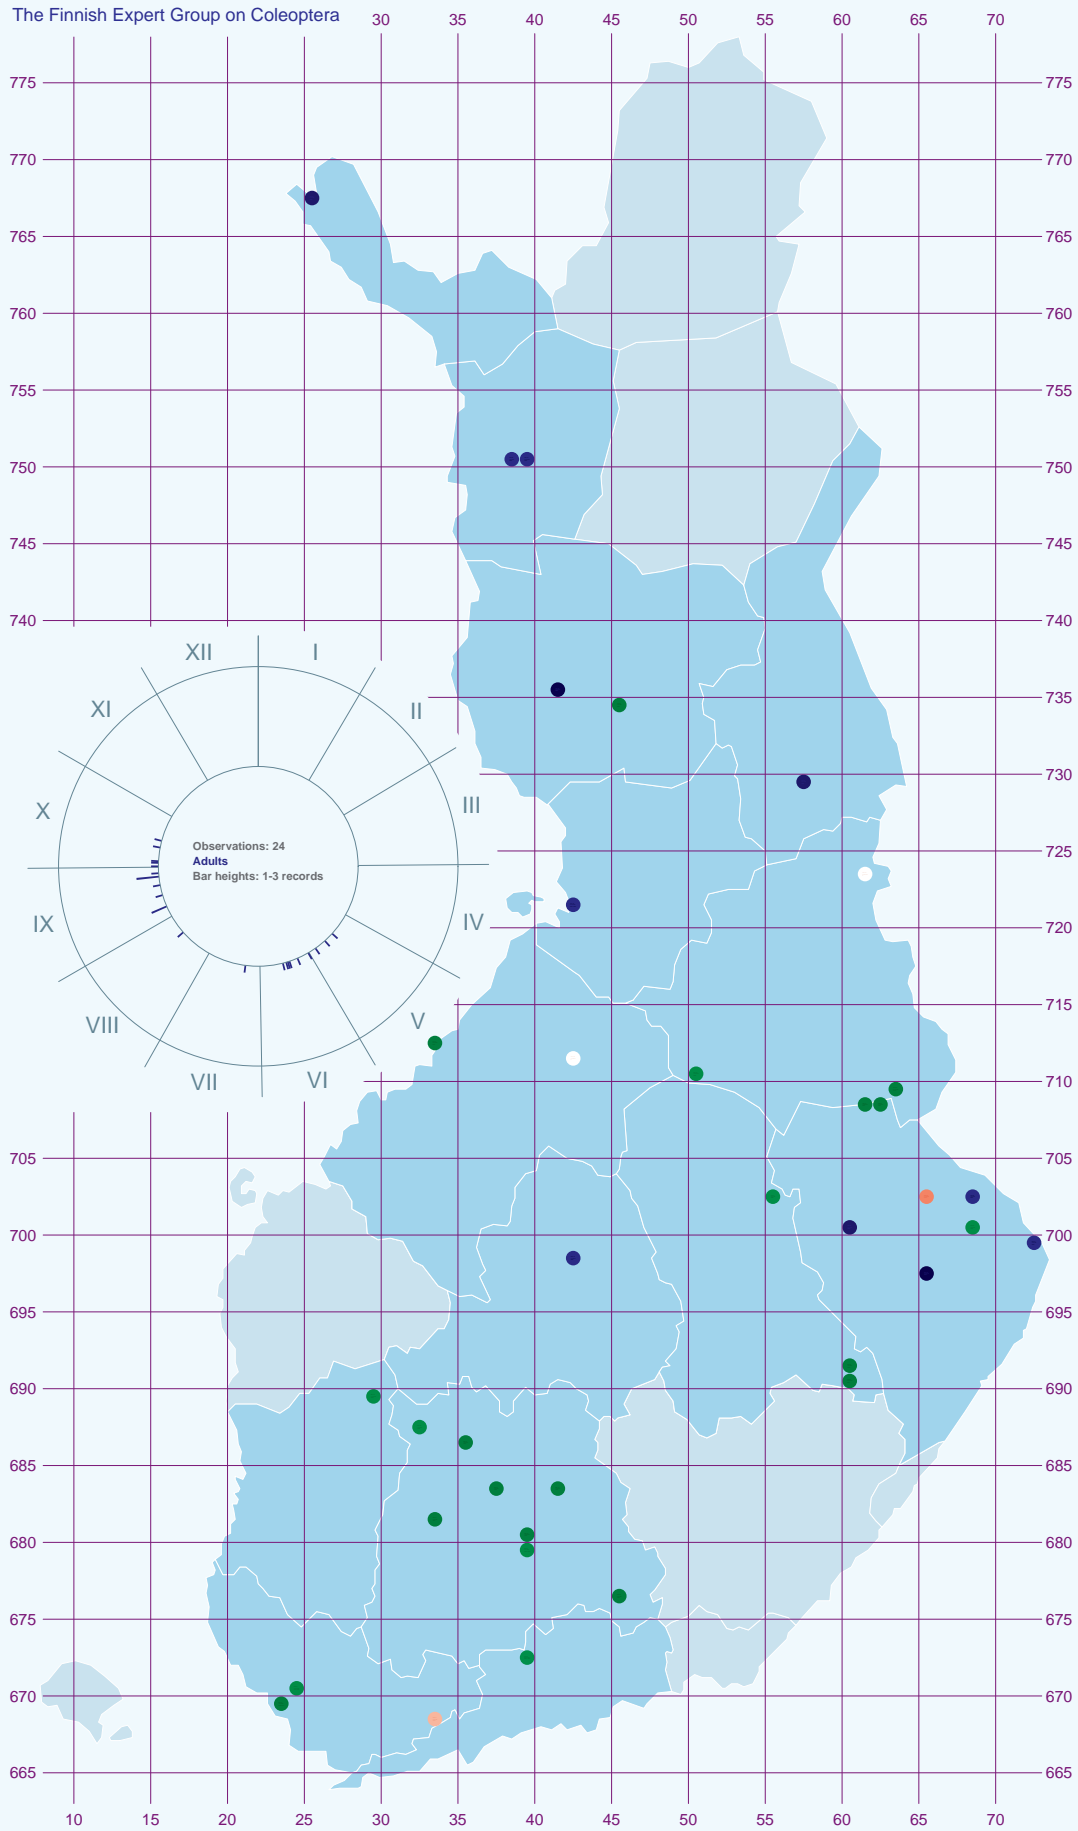 The Finnish Expert Group on Coleoptera
30 35 40 45 50 55 60 65 70
775 775
770 770
765 765
760 760
755 755
750 750
745 745
740 740
XII I
XI II
735
X III
730
Observations: 24
Adults
Bar heights: 1-3 records
725
IX IV
720
VIII V
715
VII VI
710
705 705
700 700
695 695
690 690
685 685
680 680
675 675
670 670
665 665
10 15 20 25 30 35 40 45 50 55 60 65 70